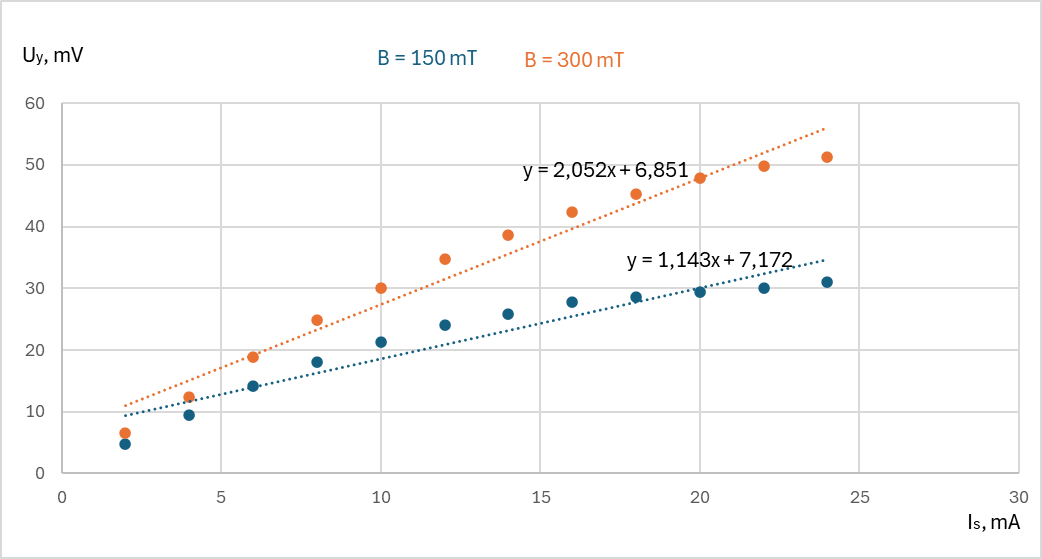 Uy, mV
B = 150 mT
B = 300 mT
60
50
40
30
20
10
0
y = 2,052x + 6,851
y = 1,143x + 7,172
0 5 10 15 20 25 30
Is, mA